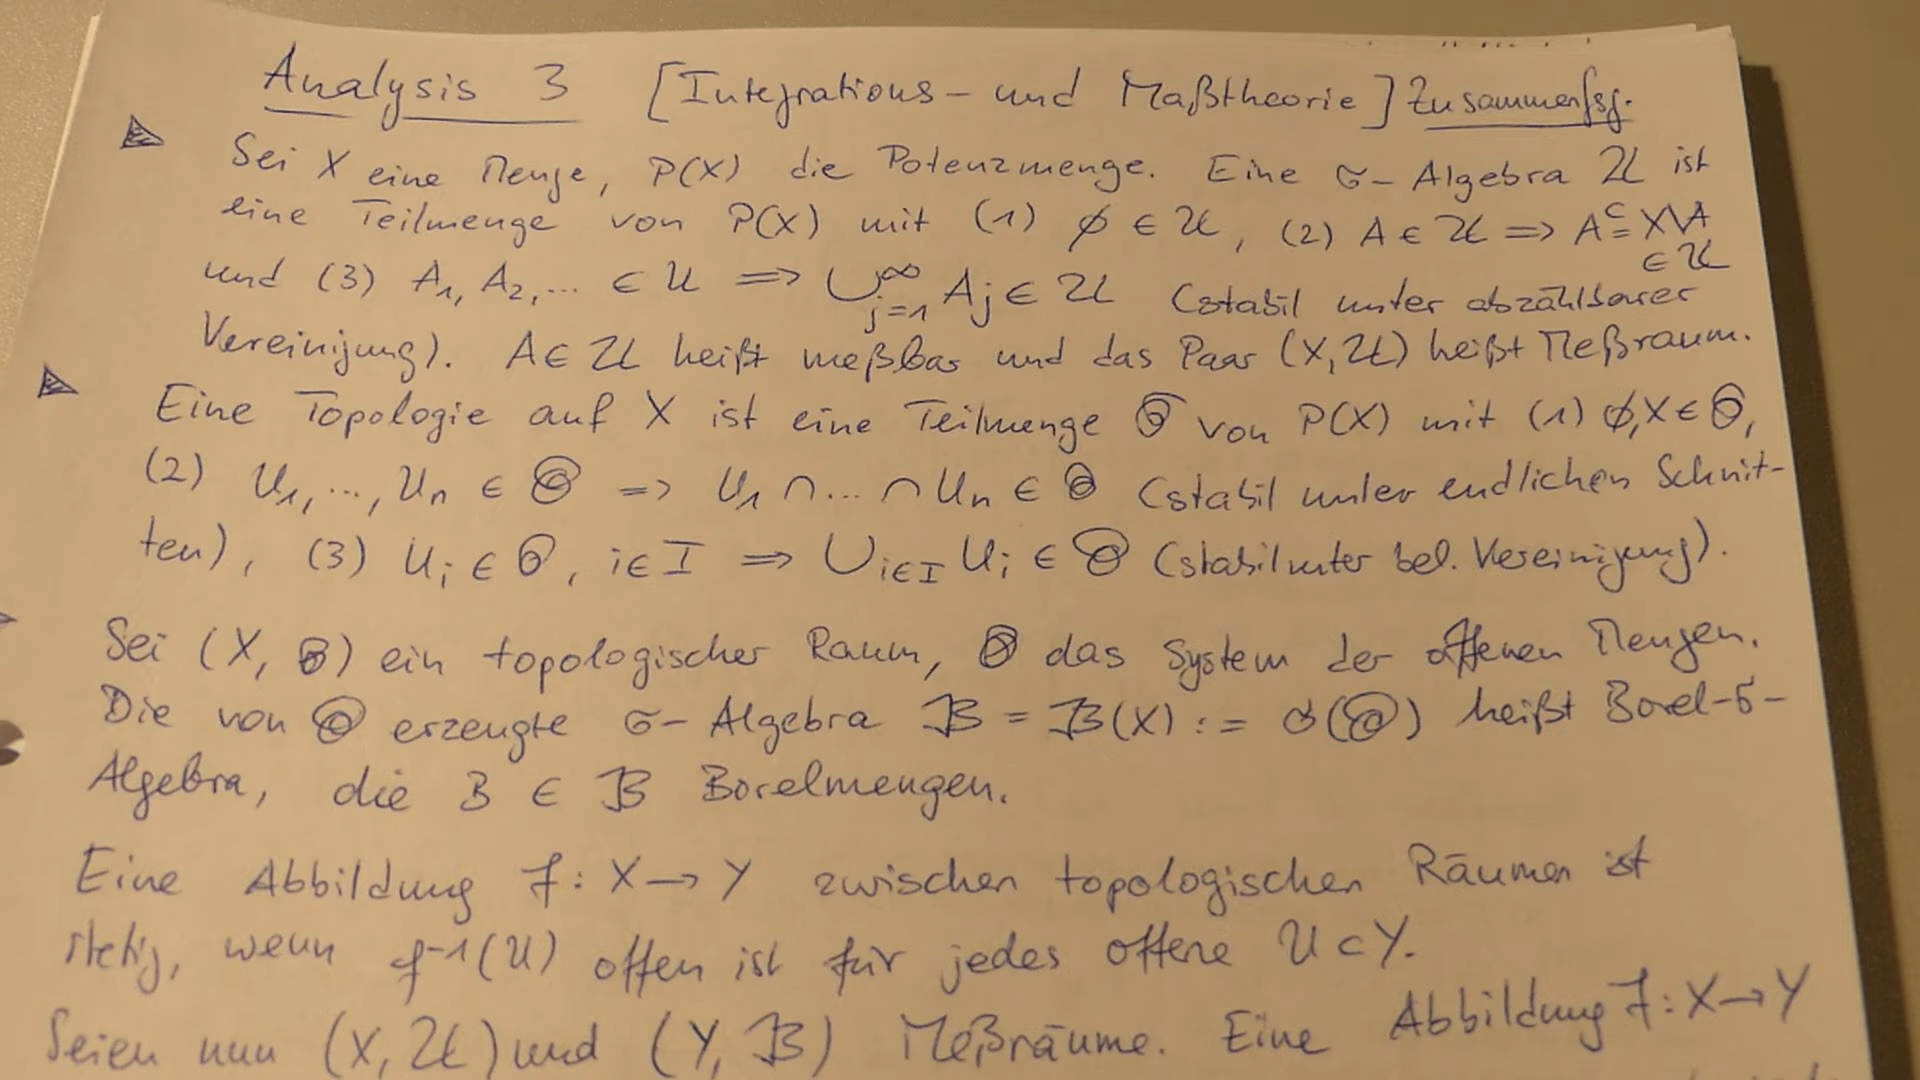 Analysis 3 [Integrations- und Maßtheorie] Zusammenfsg.
Sei X eine Menge, P(X) die Potenzmenge. Eine σ-Algebra 𝒰 ist
eine Teilmenge von P(X) mit (1) ∅ ∈ 𝒰, (2) A ∈ 𝒰 => Aᶜ = X\A
∈ 𝒰
und (3) A₁, A₂, ... ∈ 𝒰 => ⋃_{j=1}^∞ Aj ∈ 𝒰 (stabil unter abzählbarer
Vereinigung). A ∈ 𝒰 heißt meßbar und das Paar (X, 𝒰) heißt Meßraum.
Eine Topologie auf X ist eine Teilmenge 𝒪 von P(X) mit (1) ∅, X ∈ 𝒪,
(2) U₁, ..., Uₙ ∈ 𝒪 => U₁ ∩ ... ∩ Uₙ ∈ 𝒪 (stabil unter endlichen Schnit-
ten), (3) Uᵢ ∈ 𝒪, i ∈ I => ⋃_{i∈I} Uᵢ ∈ 𝒪 (stabil unter bel. Vereinigung).
Sei (X, 𝒪) ein topologischer Raum, 𝒪 das System der offenen Mengen.
Die von 𝒪 erzeugte σ-Algebra 𝔹 = 𝔹(X) := σ(𝒪) heißt Borel-σ-
Algebra, die B ∈ 𝔹 Borelmengen.
Eine Abbildung f: X → Y zwischen topologischen Räumen ist
stetig, wenn f⁻¹(U) offen ist für jedes offene U ⊂ Y.
Seien nun (X, 𝒰) und (Y, 𝔹) Meßräume. Eine Abbildung f: X → Y